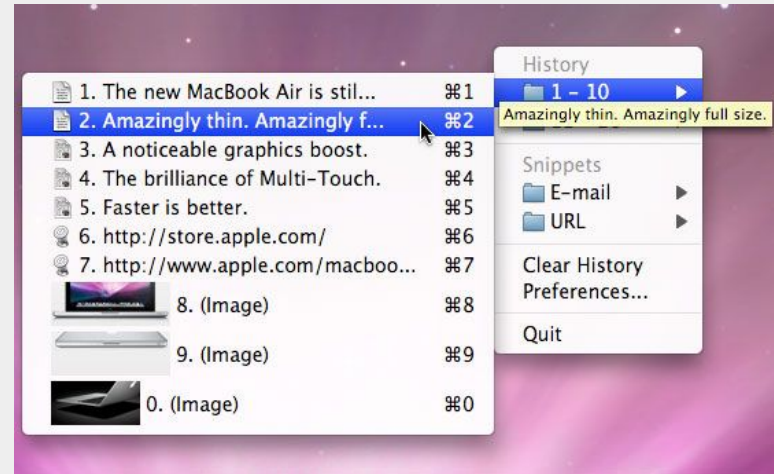 History
1 – 10
Amazingly thin. Amazingly full size.
Snippets
E-mail
URL
Clear History
Preferences...
Quit
1. The new MacBook Air is stil... ⌘1
2. Amazingly thin. Amazingly f... ⌘2
3. A noticeable graphics boost. ⌘3
4. The brilliance of Multi-Touch. ⌘4
5. Faster is better. ⌘5
6. http://store.apple.com/ ⌘6
7. http://www.apple.com/macboo... ⌘7
8. (Image) ⌘8
9. (Image) ⌘9
0. (Image) ⌘0